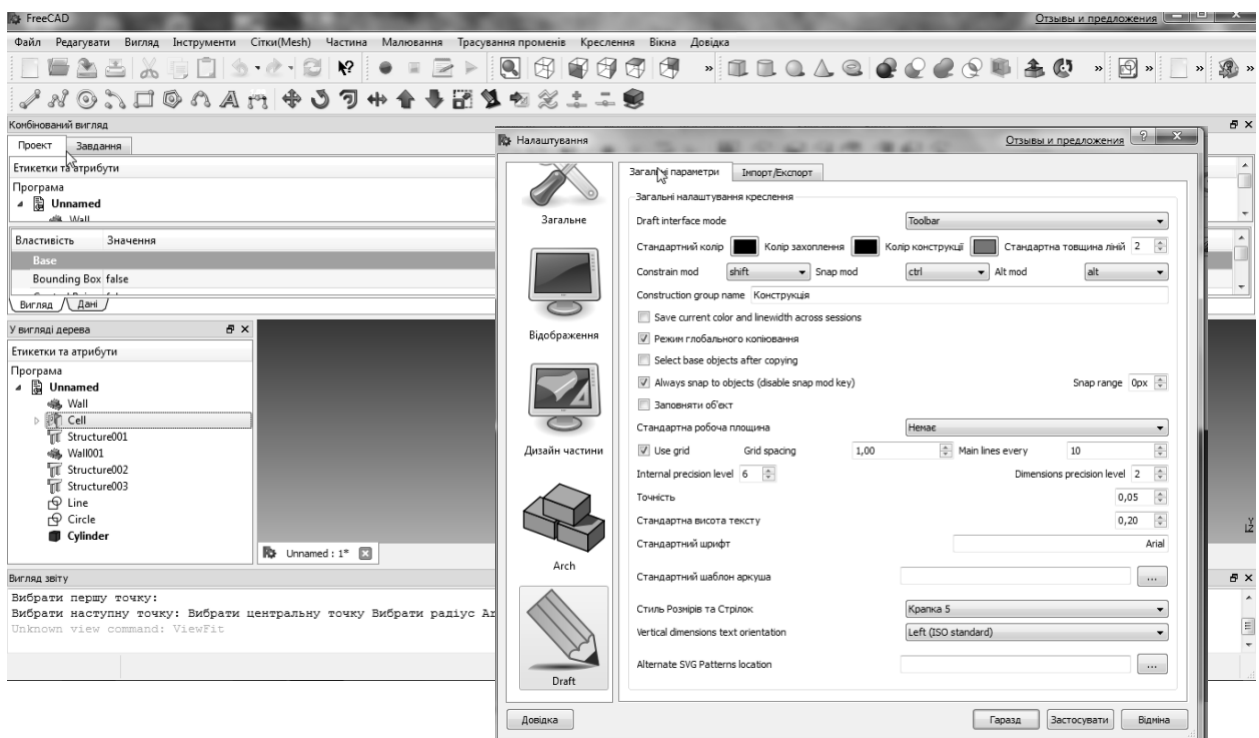 FreeCAD Отзывы и предложения
Файл Редагувати Вигляд Інструменти Сітки(Mesh) Частина Малювання Трасування променів Креслення Вікна Довідка
Комбінований вигляд
Проект Завдання
Етикетки та атрибути
Програма
Unnamed
Wall
Властивість Значення
Base
Bounding Box false
Вигляд Дані
У вигляді дерева
Етикетки та атрибути
Програма
Unnamed
Wall
Cell
Structure001
Wall001
Structure002
Structure003
Line
Circle
Cylinder
Unnamed : 1*
Вигляд звіту
Вибрати першу точку:
Вибрати наступну точку: Вибрати центральну точку Вибрати радіус
Unknown view command: ViewFit
Налаштування Отзывы и предложения
Загальне
Відображення
Дизайн частини
Arch
Draft
Загальні параметри Імпорт/Експорт
Загальні налаштування креслення
Draft interface mode Toolbar
Стандартний колір Колір захоплення Колір конструкції Стандартна товщина ліній 2
Constrain mod shift Snap mod ctrl Alt mod alt
Construction group name Конструкція
Save current color and linewidth across sessions
Режим глобального копіювання
Select base objects after copying
Always snap to objects (disable snap mod key) Snap range 0px
Заповняти об'єкт
Стандартна робоча площина Немає
Use grid Grid spacing 1,00 Main lines every 10
Internal precision level 6 Dimensions precision level 2
Точність 0,05
Стандартна висота тексту 0,20
Стандартний шрифт Arial
Стандартний шаблон аркуша ...
Стиль Розмірів та Стрілок Крапка 5
Vertical dimensions text orientation Left (ISO standard)
Alternate SVG Patterns location ...
Довідка Гаразд Застосувати Відміна